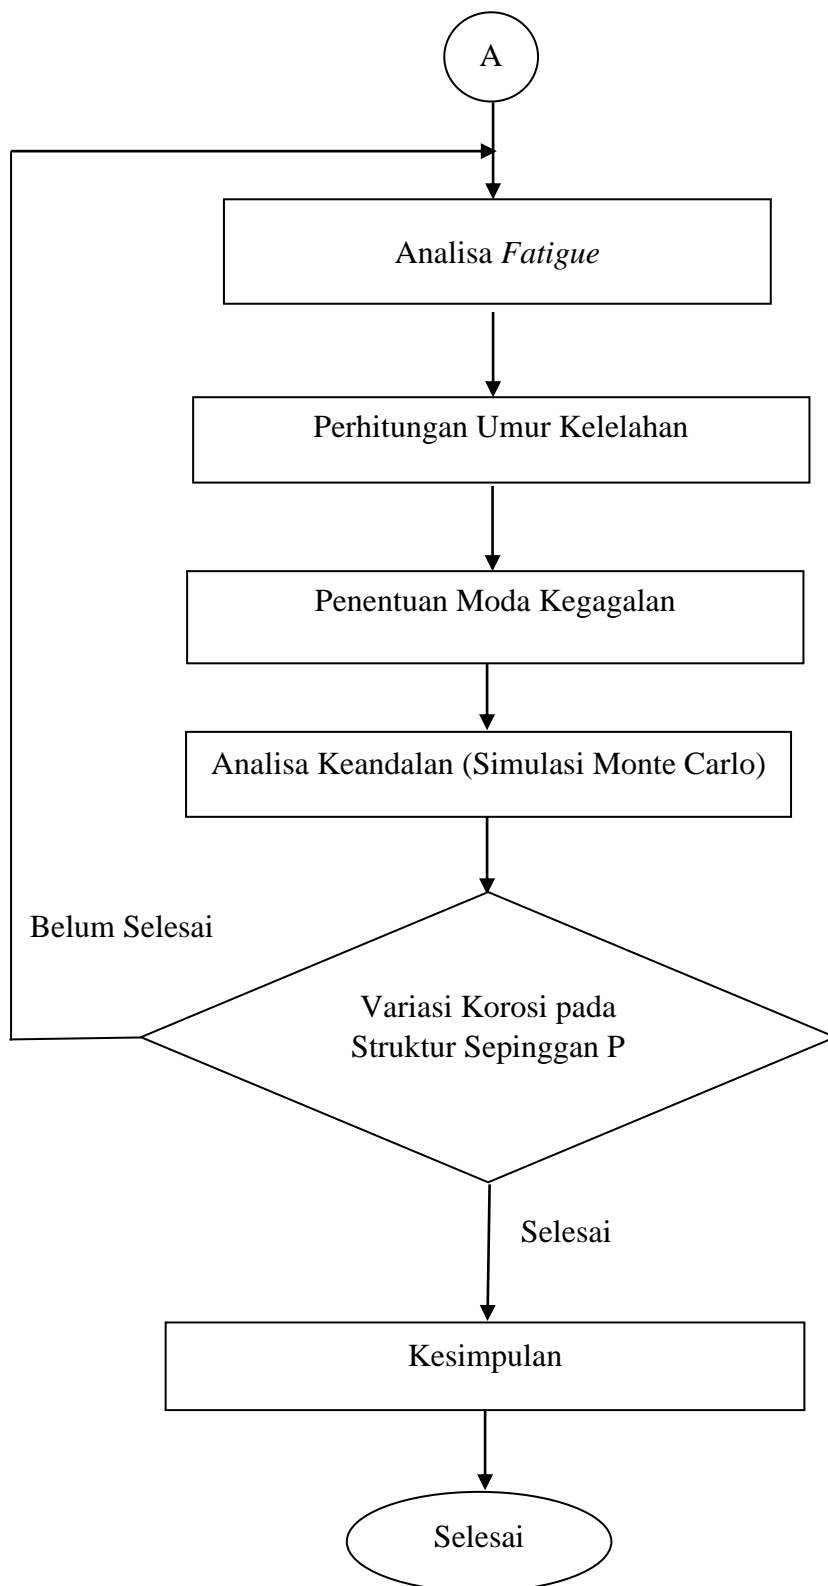 A
Analisa Fatigue
Perhitungan Umur Kelelahan
Penentuan Moda Kegagalan
Analisa Keandalan (Simulasi Monte Carlo)
Belum Selesai
Variasi Korosi pada
Struktur Sepinggan P
Selesai
Kesimpulan
Selesai